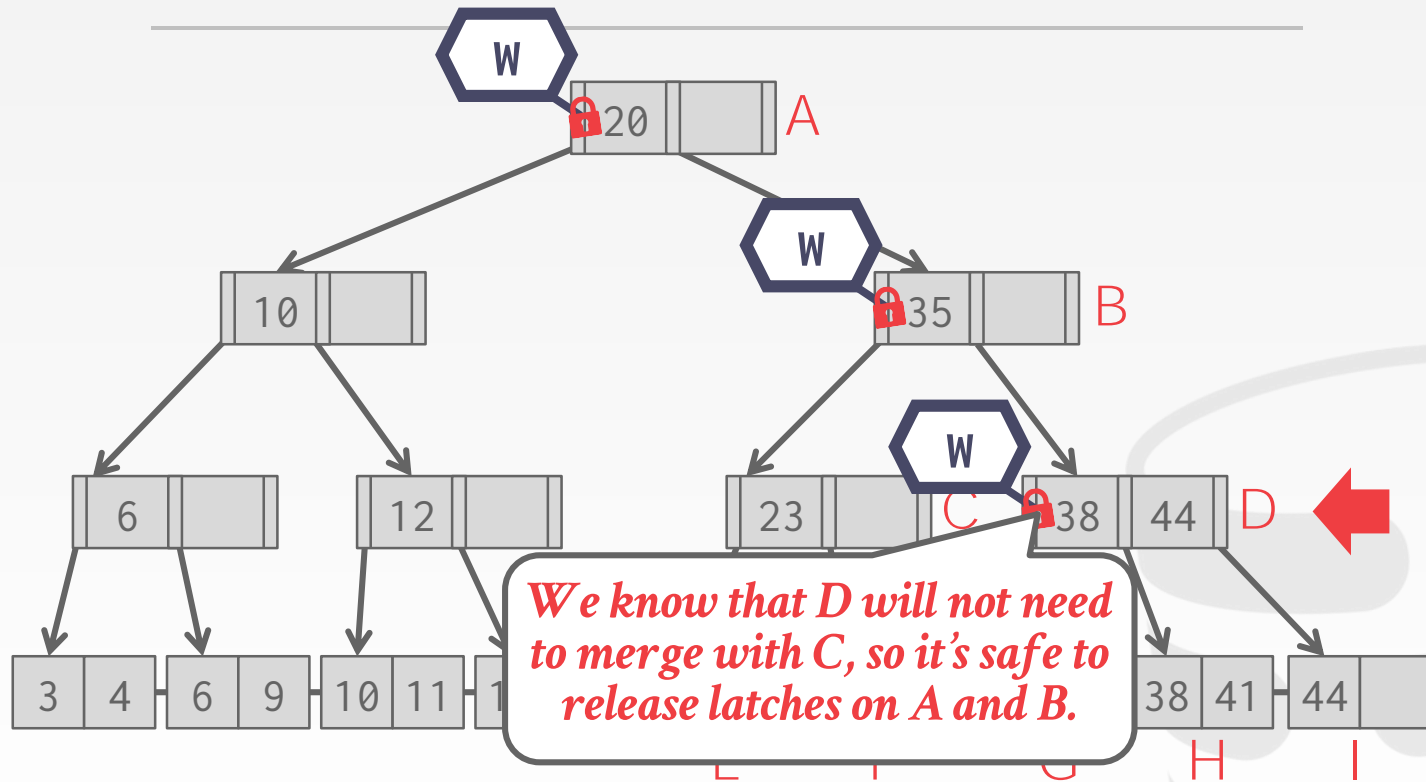 W
20 A
W
10
35 B
W
6
12
23
C
38 44 D
We know that D will not need
to merge with C, so it's safe to
release latches on A and B.
3 4 6 9 10 11
38 41 44
H I